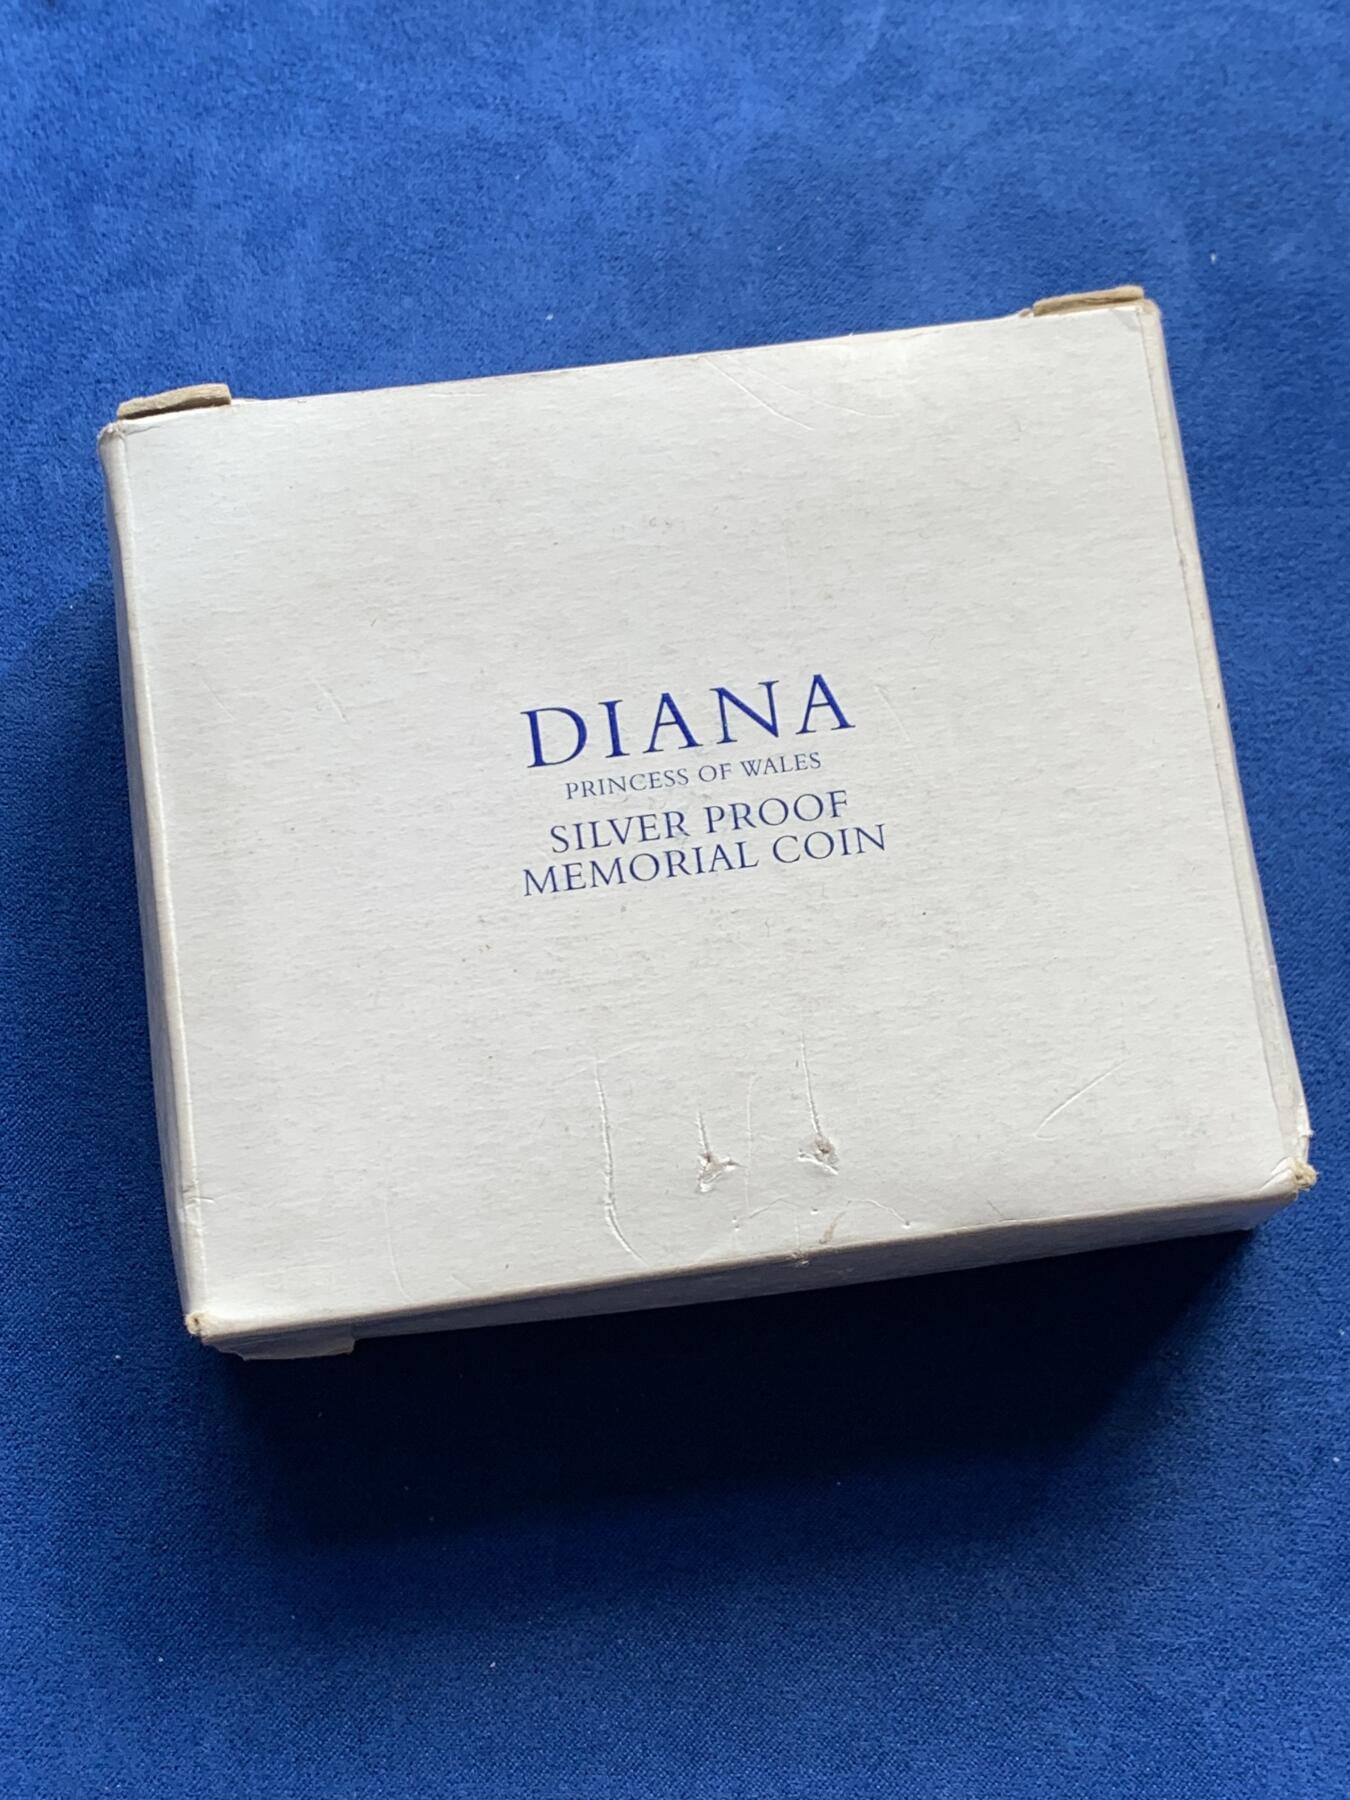 DIANA
PRINCESS OF WALES
SILVER PROOF
MEMORIAL COIN